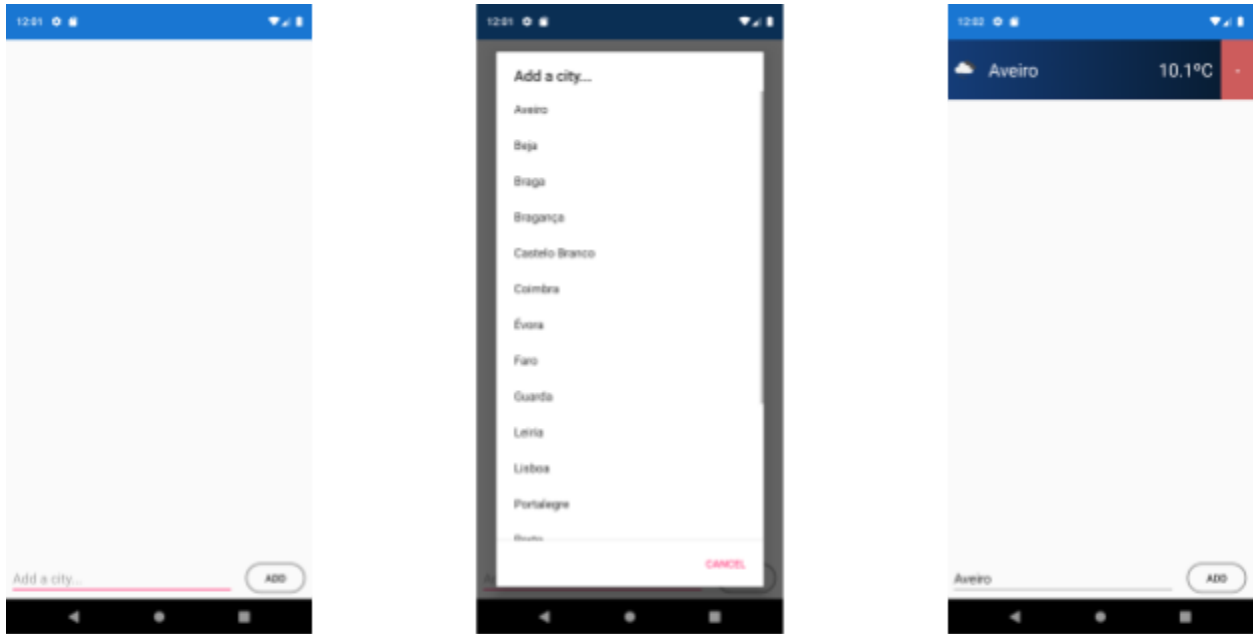 12:01
Add a city...
ADD
12:01
Add a city...
Aveiro
Beja
Braga
Bragança
Castelo Branco
Coimbra
Évora
Faro
Guarda
Leiria
Lisboa
Portalegre
Porto
CANCEL
12:02
Aveiro 10.1ºC
Aveiro
ADD